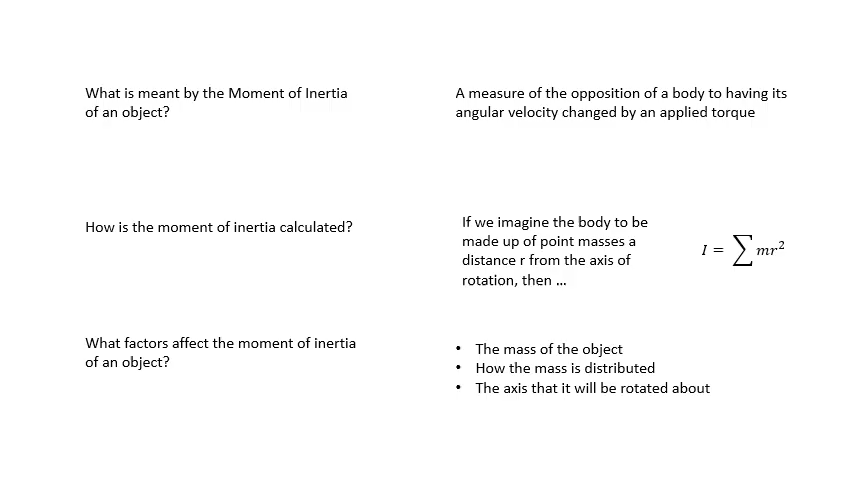 What is meant by the Moment of Inertia
of an object?
A measure of the opposition of a body to having its
angular velocity changed by an applied torque
How is the moment of inertia calculated?
If we imagine the body to be
made up of point masses a
distance r from the axis of
rotation, then ...
I = ∑ mr²
What factors affect the moment of inertia
of an object?
• The mass of the object
• How the mass is distributed
• The axis that it will be rotated about